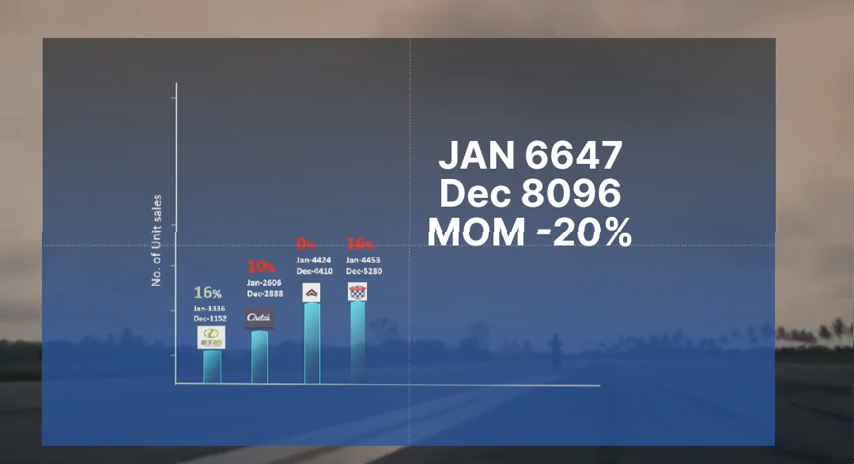 JAN 6647
Dec 8096
MOM -20%
No. of Unit sales
16%
Jan-1336
Dec-1152
10%
Jan-2606
Dec-2888
Chetak
0%
Jan-4424
Dec-4410
16%
Jan-4453
Dec-5280